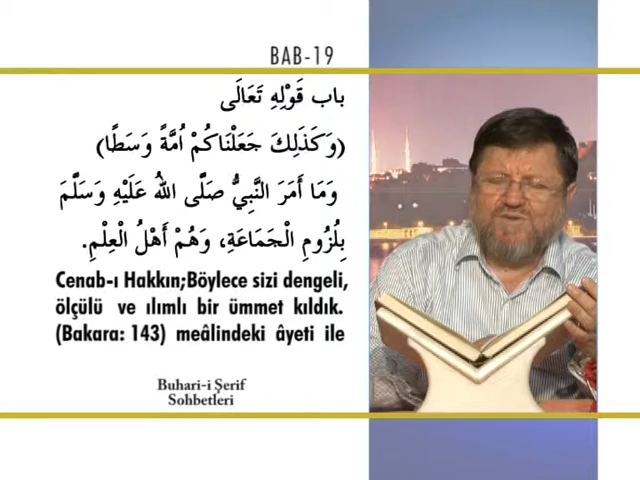 BAB-19
باب قَوْلِهِ تَعَالَى
(وَكَذَلِكَ جَعَلْنَاكُمْ اُمَّةً وَسَطًا)
وَمَا أَمَرَ النَّبِيُّ صَلَّى اللهُ عَلَيْهِ وَسَلَّمَ
بِلُزُومِ الْجَمَاعَةِ، وَهُمْ أَهْلُ الْعِلْمِ.
Cenab-ı Hakkın;Böylece sizi dengeli,
ölçülü ve ılımlı bir ümmet kıldık.
(Bakara: 143) meâlindeki âyeti ile
Buhari-i Şerif
Sohbetleri